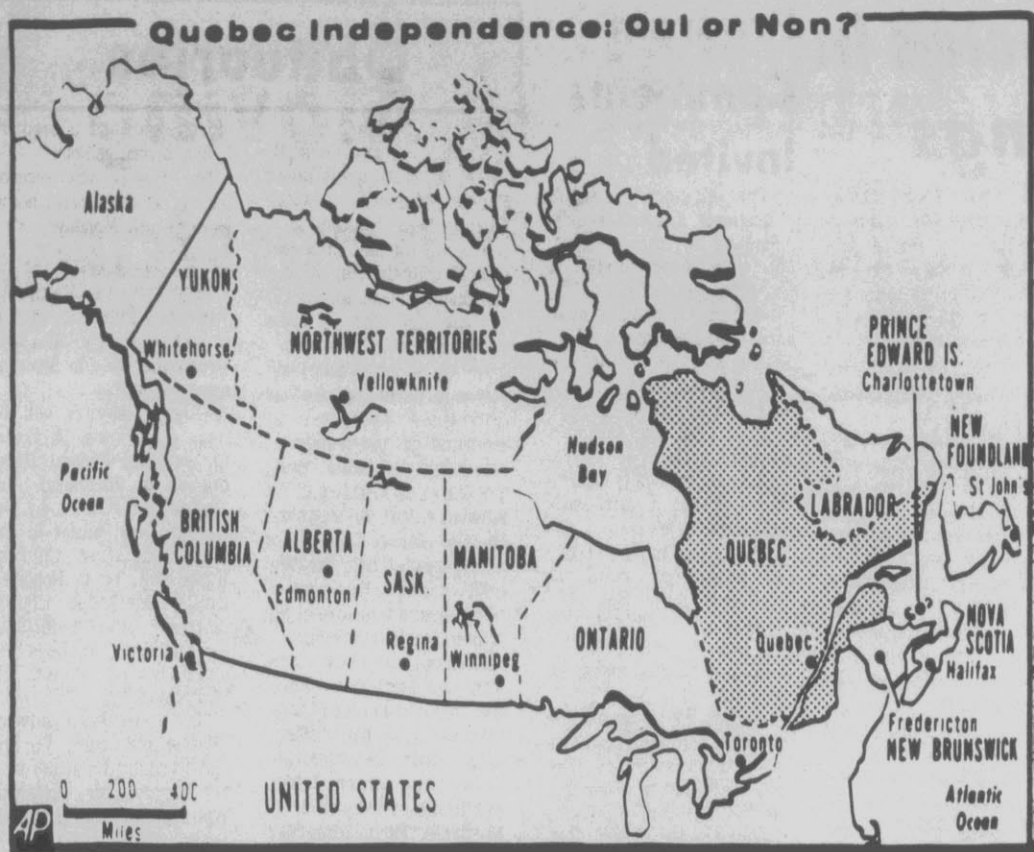 Quebec Independence: Oui or Non?
Alaska
YUKON
Whitehorse
NORTHWEST TERRITORIES
Yellowknife
PRINCE
EDWARD IS.
Charlottetown
NEW
FOUNDLAND
St John's
Hudson
Bay
Pacific
Ocean
BRITISH
COLUMBIA
ALBERTA
Edmonton
SASK.
Regina
MANITOBA
Winnipeg
ONTARIO
LABRADOR
QUEBEC
Quebec
NOVA
SCOTIA
Halifax
Victoria
Toronto
Fredericton
NEW BRUNSWICK
0 200 400
Miles
UNITED STATES
Atlantic
Ocean
AP